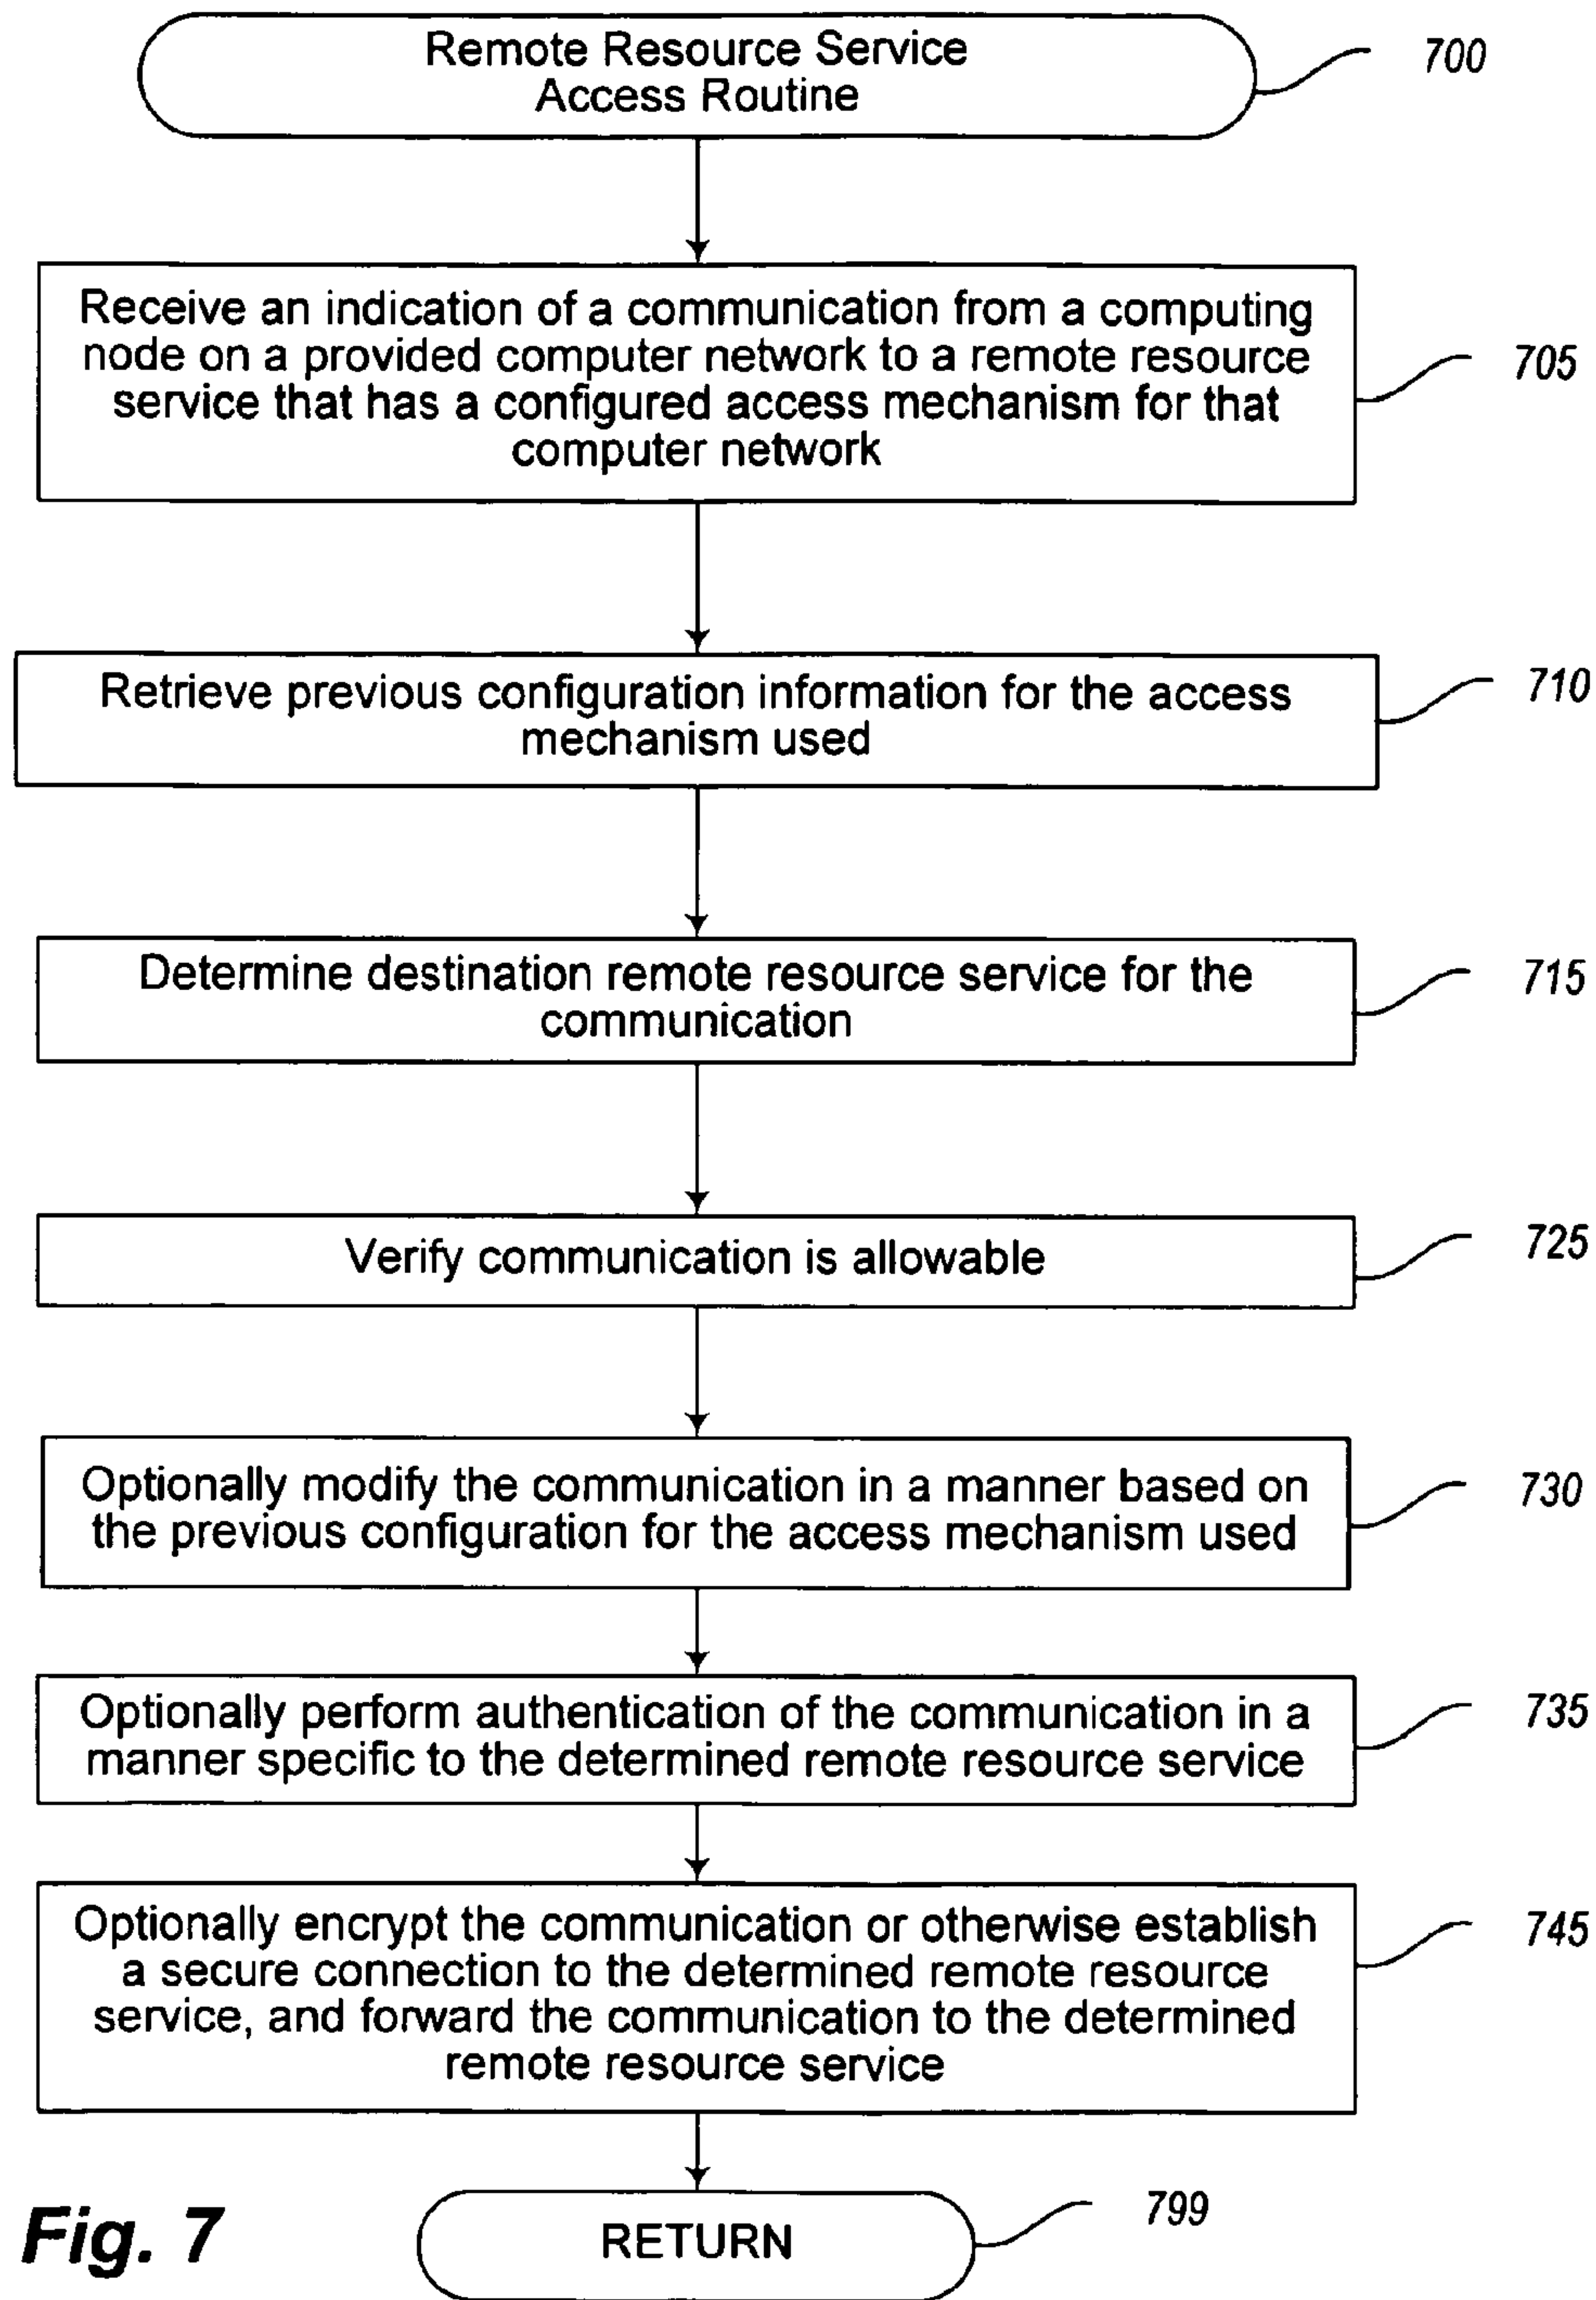 Remote Resource Service
Access Routine
700
Receive an indication of a communication from a computing
node on a provided computer network to a remote resource
service that has a configured access mechanism for that
computer network
705
Retrieve previous configuration information for the access
mechanism used
710
Determine destination remote resource service for the
communication
715
Verify communication is allowable
725
Optionally modify the communication in a manner based on
the previous configuration for the access mechanism used
730
Optionally perform authentication of the communication in a
manner specific to the determined remote resource service
735
Optionally encrypt the communication or otherwise establish
a secure connection to the determined remote resource
service, and forward the communication to the determined
remote resource service
745
RETURN
799
Fig. 7